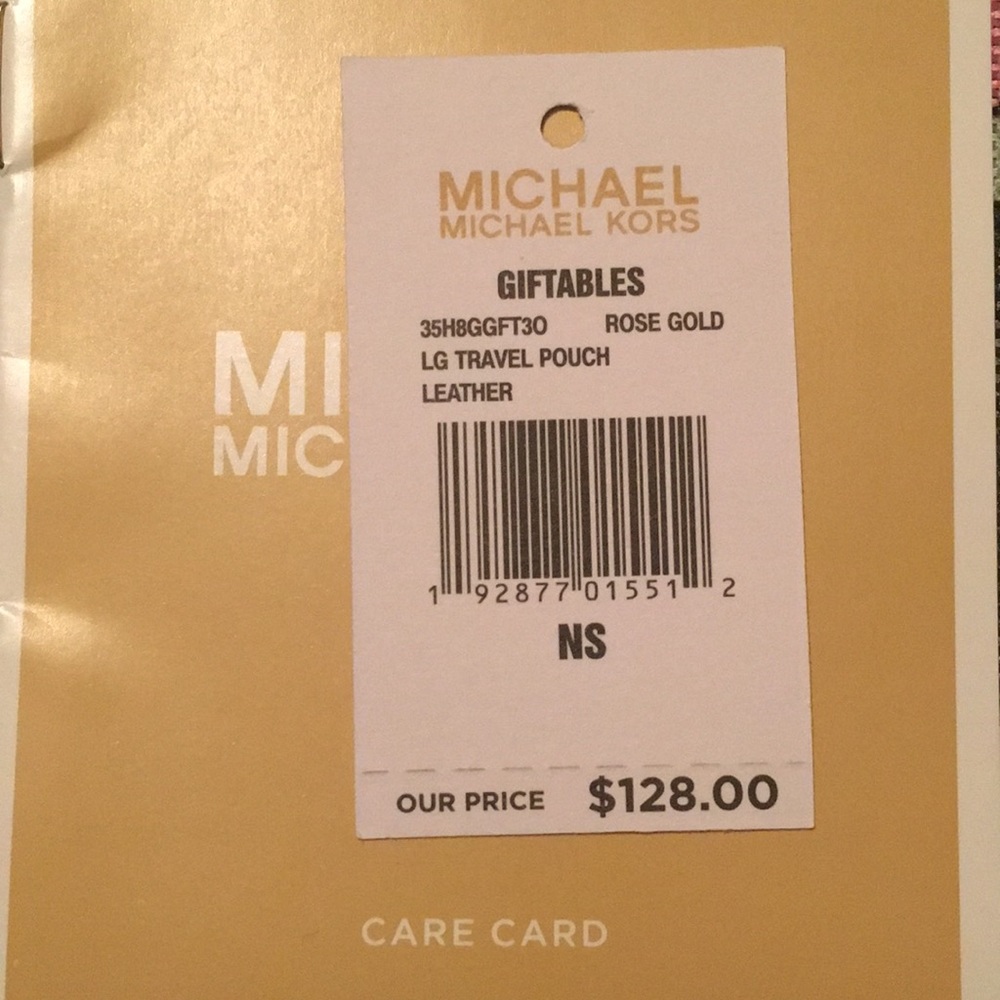 MICHAEL
MICHAEL KORS
GIFTABLES
35H8GGFT3O ROSE GOLD
LG TRAVEL POUCH
LEATHER
1 92877 01551 2
NS
OUR PRICE $128.00
MI
MIC
CARE CARD